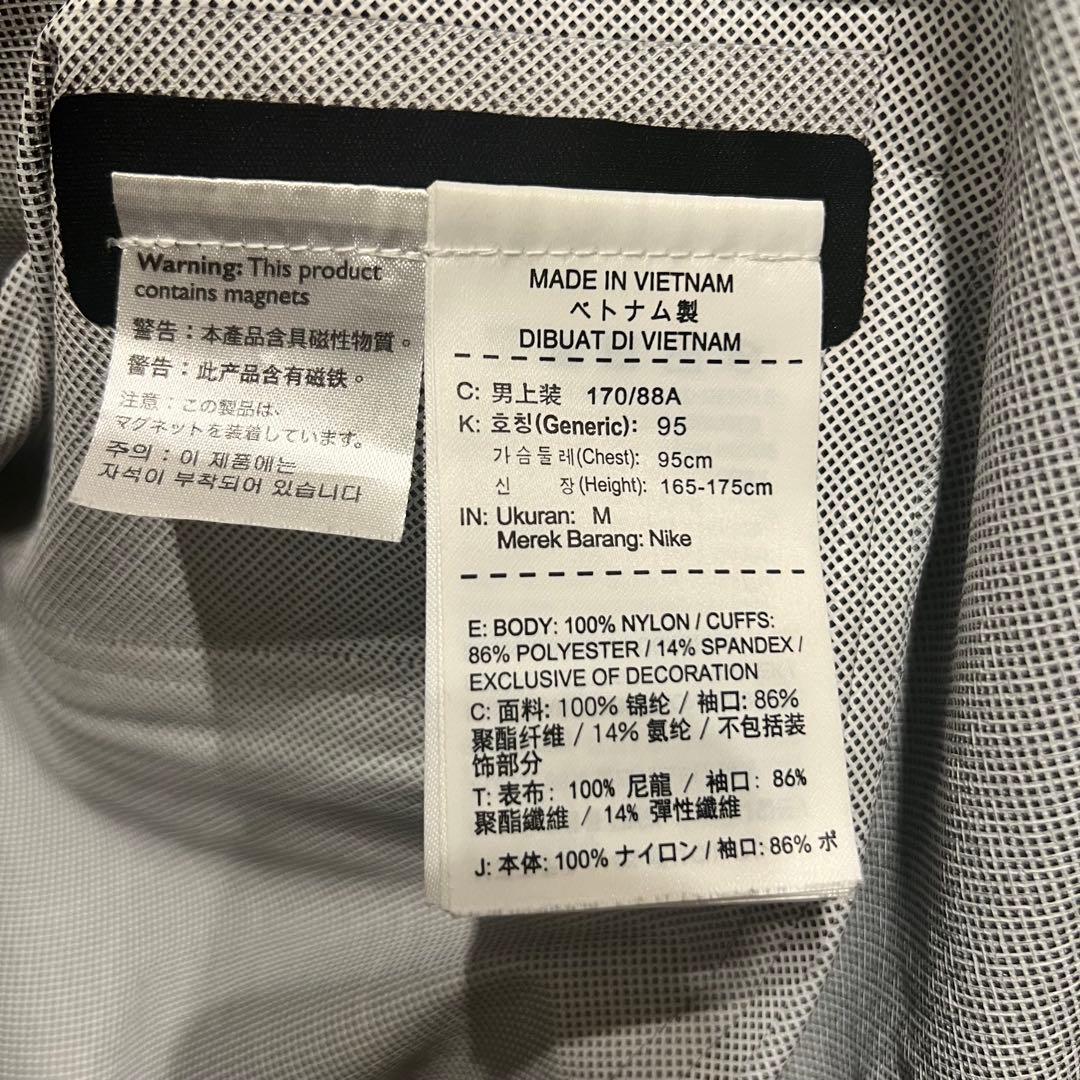 Warning: This product
contains magnets
警告：本產品含具磁性物質。
警告：此产品含有磁铁。
注意：この製品は、
マグネットを装着しています。
주의 : 이 제품에는
자석이 부착되어 있습니다
MADE IN VIETNAM
ベトナム製
DIBUAT DI VIETNAM
C: 男上装 170/88A
K: 호칭(Generic): 95
가슴둘레(Chest): 95cm
신 장(Height): 165-175cm
IN: Ukuran: M
Merek Barang: Nike
E: BODY: 100% NYLON / CUFFS:
86% POLYESTER / 14% SPANDEX /
EXCLUSIVE OF DECORATION
C: 面料: 100% 锦纶 / 袖口: 86%
聚酯纤维 / 14% 氨纶 / 不包括装
饰部分
T: 表布: 100% 尼龍 / 袖口: 86%
聚酯纖維 / 14% 彈性纖維
J: 本体: 100% ナイロン / 袖口: 86% ポ